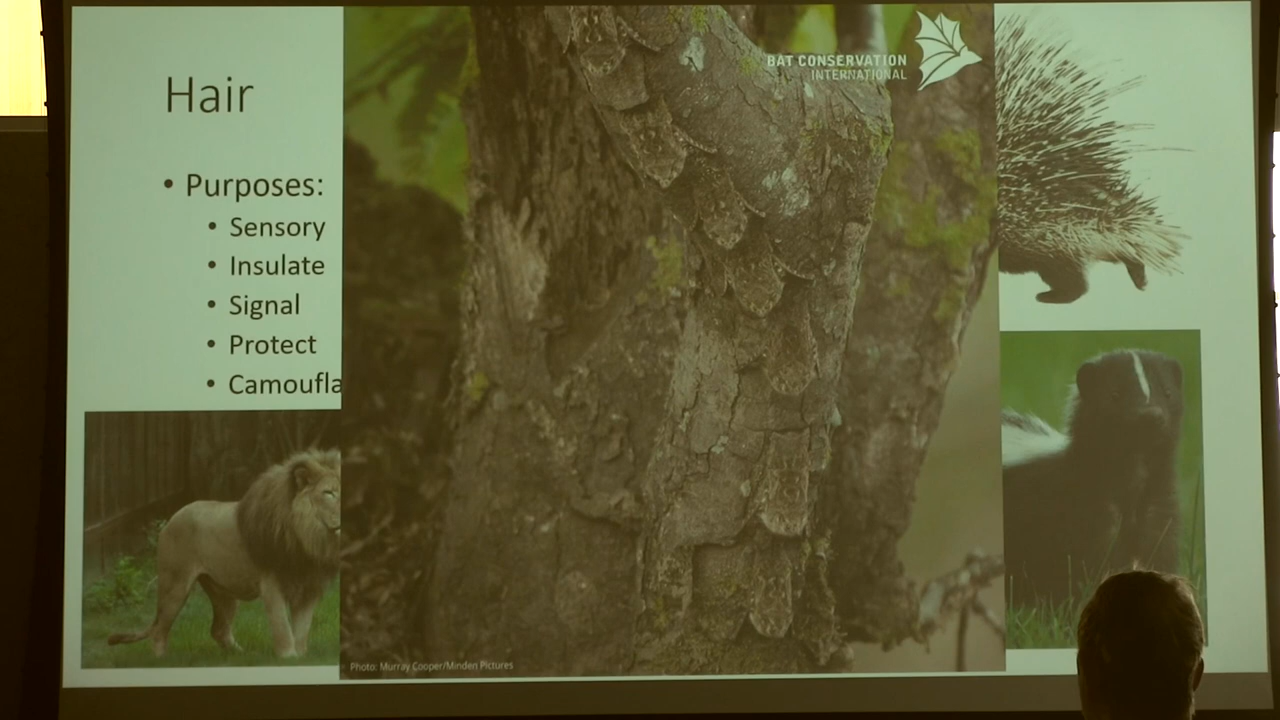 Hair
• Purposes:
• Sensory
• Insulate
• Signal
• Protect
• Camoufla
BAT CONSERVATION
INTERNATIONAL
Photo: Murray Cooper/Minden Pictures